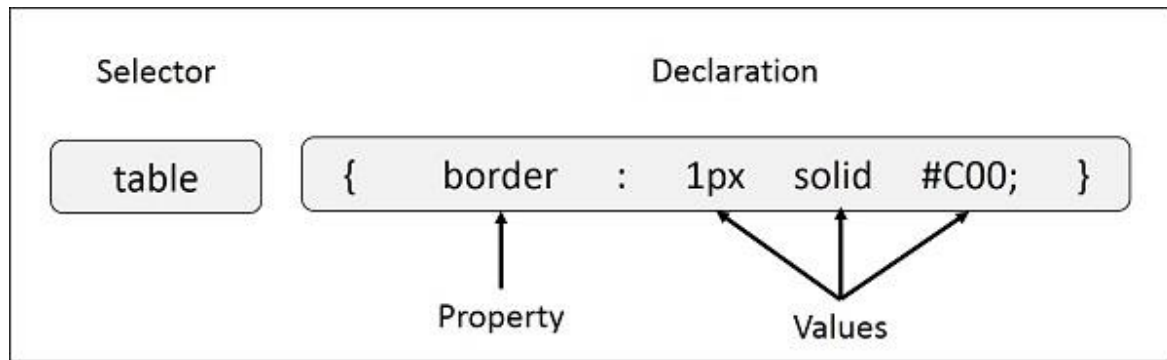 Selector Declaration
table { border : 1px solid #C00; }
Property Values